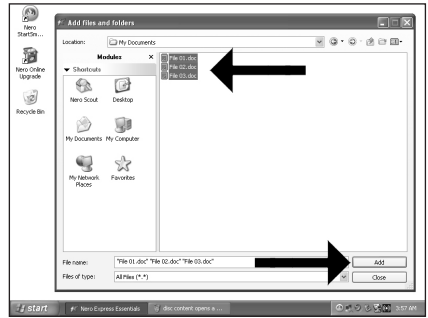 Nero
StartSm...
Nero Online
Upgrade
Recycle Bin
Add files and folders
Location:
My Documents
Modules
Shortcuts
Nero Scout
Desktop
My Documents
My Computer
My Network
Places
Favorites
File 01.doc
File 02.doc
File 03.doc
File name:
"File 01.doc" "File 02.doc" "File 03.doc"
Add
Files of type:
All Files (*.*)
Close
start
Nero Express Essentials
disc content opens a ...
3:57 AM